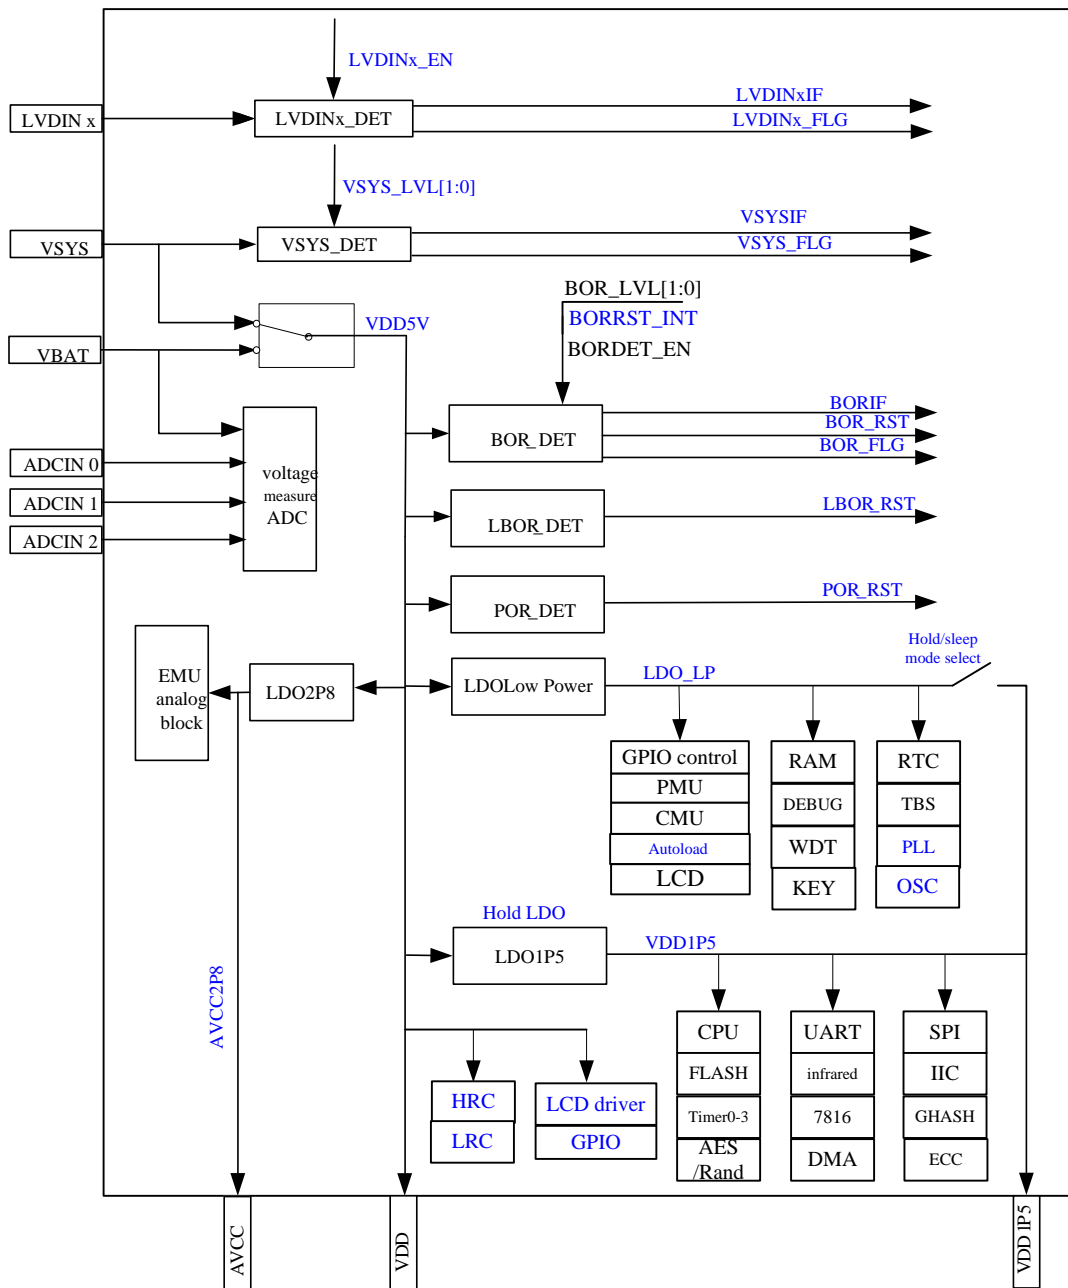 LVDINx_EN
LVDIN x
LVDINx_DET
LVDINxIF
LVDINx_FLG
VSYS_LVL[1:0]
VSYS
VSYS_DET
VSYSIF
VSYS_FLG
BOR_LVL[1:0]
BORRST_INT
BORDET_EN
VDD5V
VBAT
BOR_DET
BORIF
BOR_RST
BOR_FLG
ADCIN 0
ADCIN 1
ADCIN 2
voltage
measure
ADC
LBOR_DET
LBOR_RST
POR_DET
POR_RST
Hold/sleep
mode select
EMU
analog
block
LDO2P8
LDOLow Power
LDO_LP
GPIO control
PMU
CMU
Autoload
LCD
RAM
DEBUG
WDT
KEY
RTC
TBS
PLL
OSC
Hold LDO
LDO1P5
VDD1P5
AVCC2P8
CPU
FLASH
Timer0-3
AES
/Rand
UART
infrared
7816
DMA
SPI
IIC
GHASH
ECC
HRC
LRC
LCD driver
GPIO
AVCC
VDD
VDD 1P5